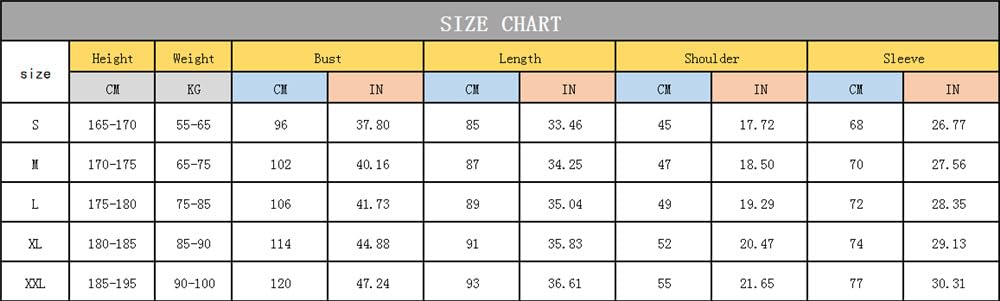 SIZE CHART
size Height Weight Bust Length Shoulder Sleeve
CM KG CM IN CM IN CM IN CM IN
S 165-170 55-65 96 37.80 85 33.46 45 17.72 68 26.77
M 170-175 65-75 102 40.16 87 34.25 47 18.50 70 27.56
L 175-180 75-85 106 41.73 89 35.04 49 19.29 72 28.35
XL 180-185 85-90 114 44.88 91 35.83 52 20.47 74 29.13
XXL 185-195 90-100 120 47.24 93 36.61 55 21.65 77 30.31